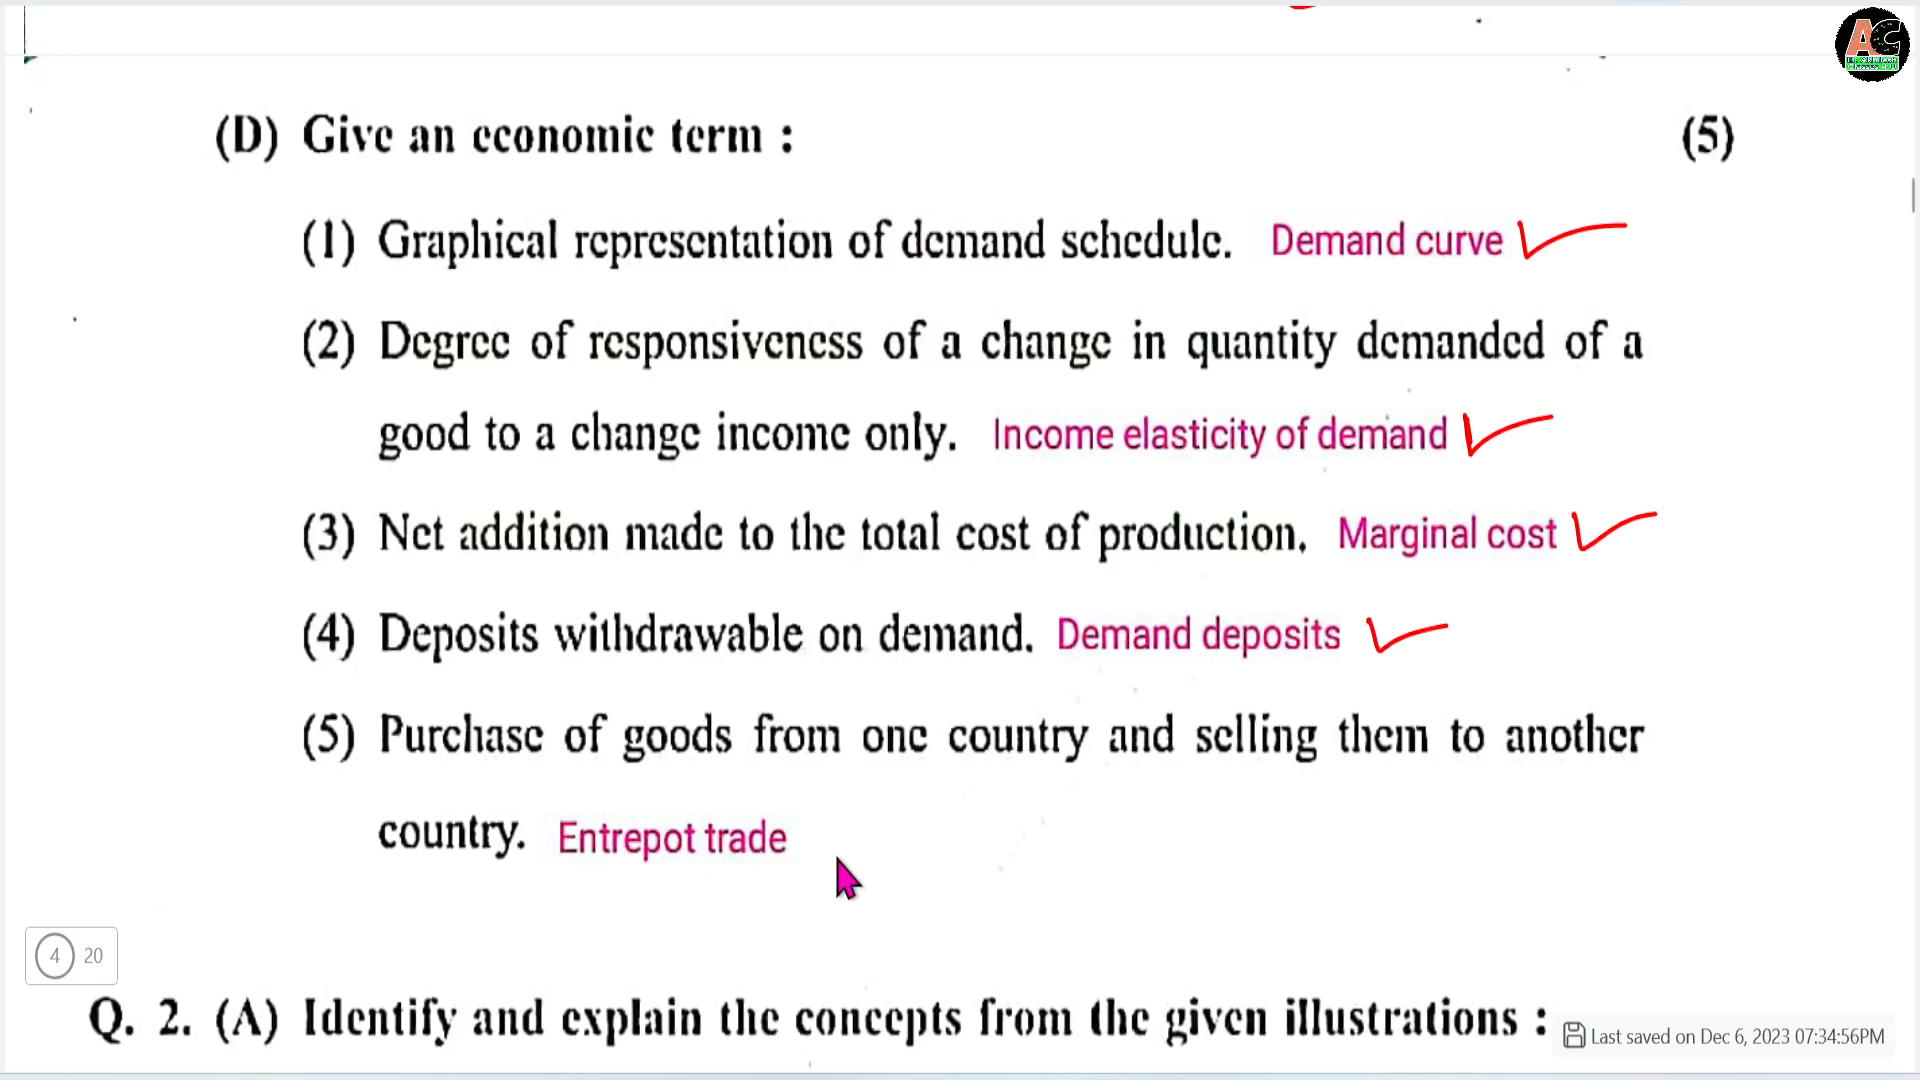 AC
(D) Give an economic term : (5)
(1) Graphical representation of demand schedule. Demand curve
(2) Degree of responsiveness of a change in quantity demanded of a
good to a change income only. Income elasticity of demand
(3) Net addition made to the total cost of production. Marginal cost
(4) Deposits withdrawable on demand. Demand deposits
(5) Purchase of goods from one country and selling them to another
country. Entrepot trade
4 20
Q. 2. (A) Identify and explain the concepts from the given illustrations :
Last saved on Dec 6, 2023 07:34:56PM